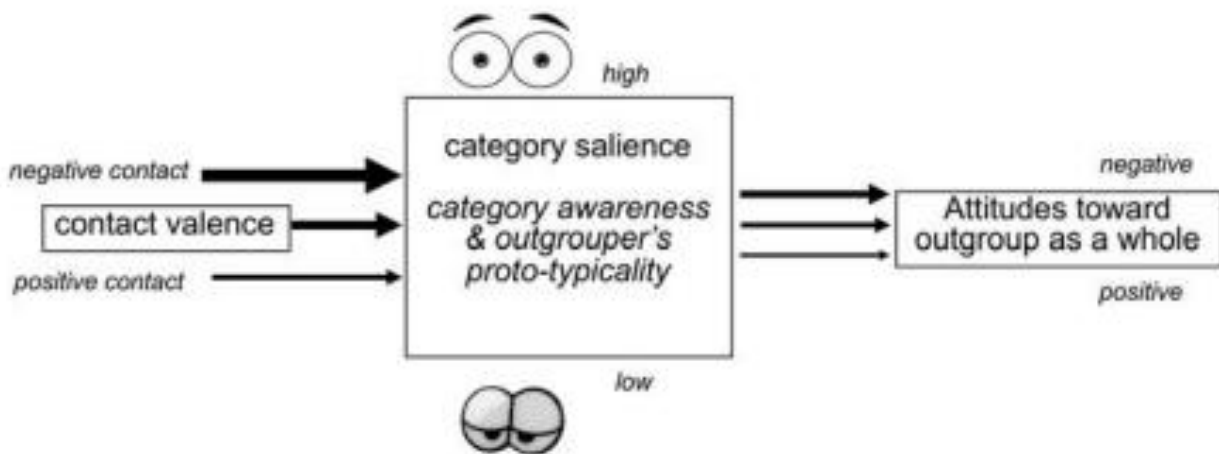 high
category salience
negative contact
category awareness
& outgrouper's
proto-typicality
contact valence
positive contact
negative
Attitudes toward
outgroup as a whole
positive
low